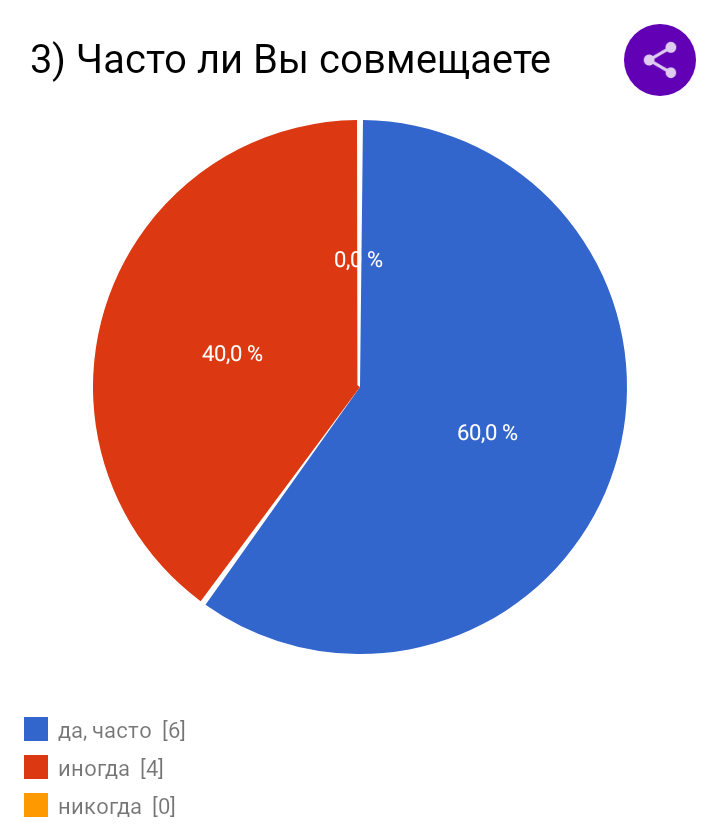 3) Часто ли Вы совмещаете
0,0 %
40,0 %
60,0 %
да, часто [6]
иногда [4]
никогда [0]